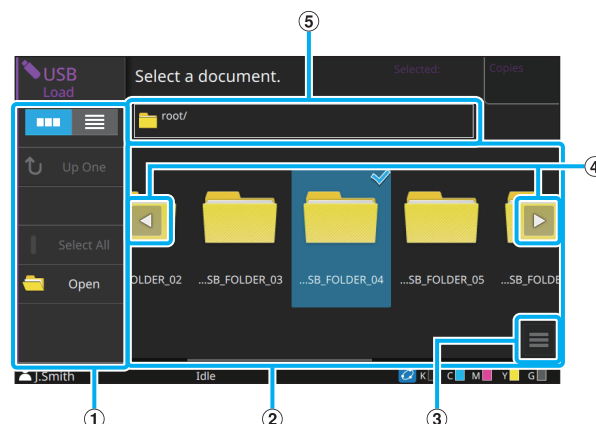 5
USB
Load
Select a document.
Selected:
Copies
root/
Up One
4
Select All
Open
OLDER_02
...SB_FOLDER_03
...SB_FOLDER_04
...SB_FOLDER_05
...SB_FOLDE
J.Smith
Idle
K
C
M
Y
G
1
2
3